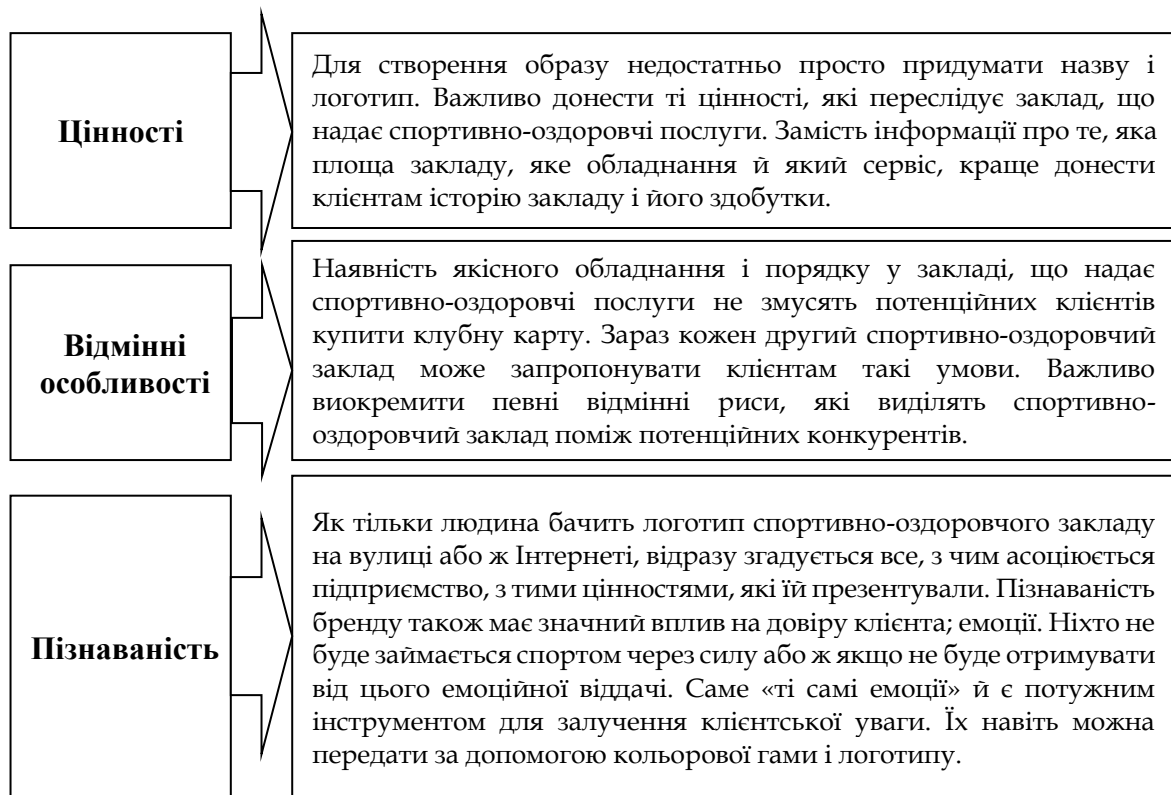 Цінності
Для створення образу недостатньо просто придумати назву і
логотип. Важливо донести ті цінності, які переслідує заклад, що
надає спортивно-оздоровчі послуги. Замість інформації про те, яка
площа закладу, яке обладнання й який сервіс, краще донести
клієнтам історію закладу і його здобутки.
Відмінні
особливості
Наявність якісного обладнання і порядку у закладі, що надає
спортивно-оздоровчі послуги не змусять потенційних клієнтів
купити клубну карту. Зараз кожен другий спортивно-оздоровчий
заклад може запропонувати клієнтам такі умови. Важливо
виокремити певні відмінні риси, які виділять спортивно-
оздоровчий заклад поміж потенційних конкурентів.
Пізнаваність
Як тільки людина бачить логотип спортивно-оздоровчого закладу
на вулиці або ж Інтернеті, відразу згадується все, з чим асоціюється
підприємство, з тими цінностями, які їй презентували. Пізнаваність
бренду також має значний вплив на довіру клієнта; емоції. Ніхто не
буде займається спортом через силу або ж якщо не буде отримувати
від цього емоційної віддачі. Саме «ті самі емоції» й є потужним
інструментом для залучення клієнтської уваги. Їх навіть можна
передати за допомогою кольорової гами і логотипу.